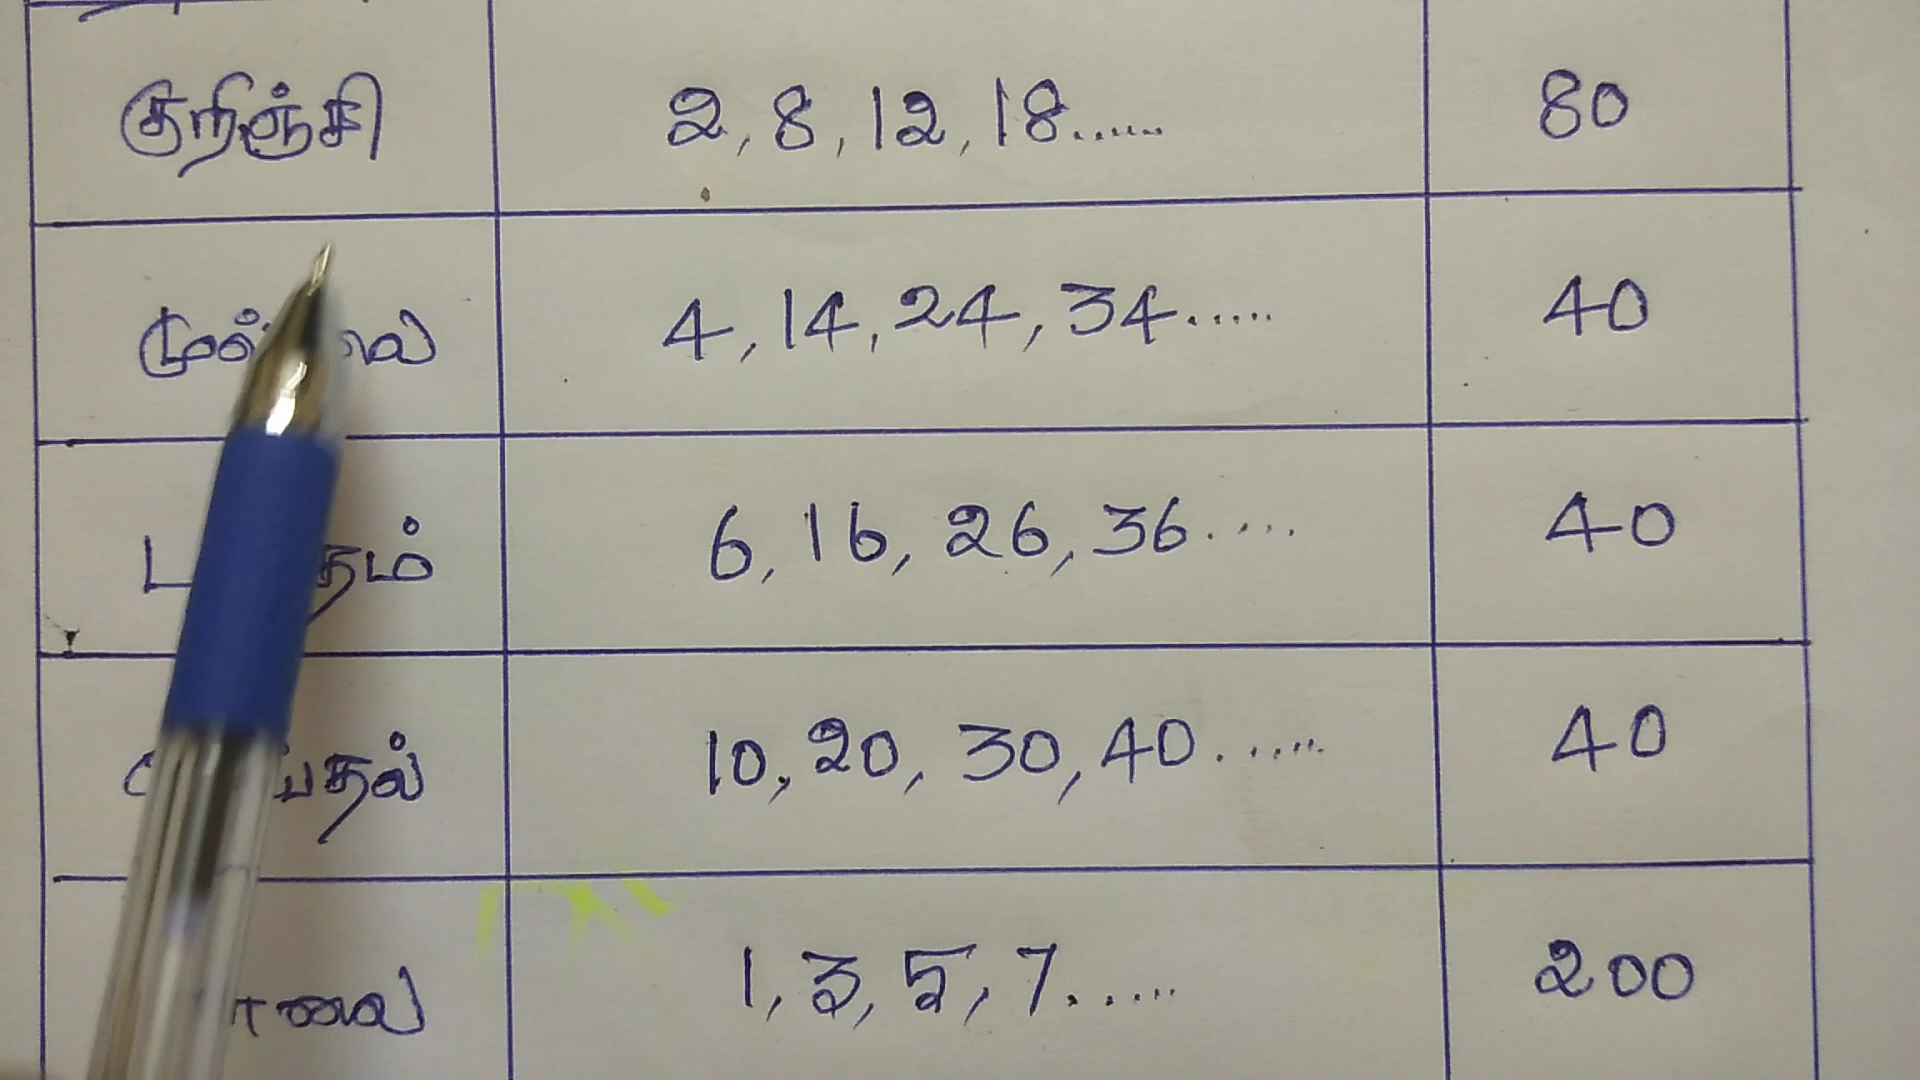 குறிஞ்சி 2, 8, 12, 18...... 80
4, 14, 24, 34..... 40
6, 16, 26, 36.... 40
10, 20, 30, 40...... 40
1, 3, 5, 7..... 200